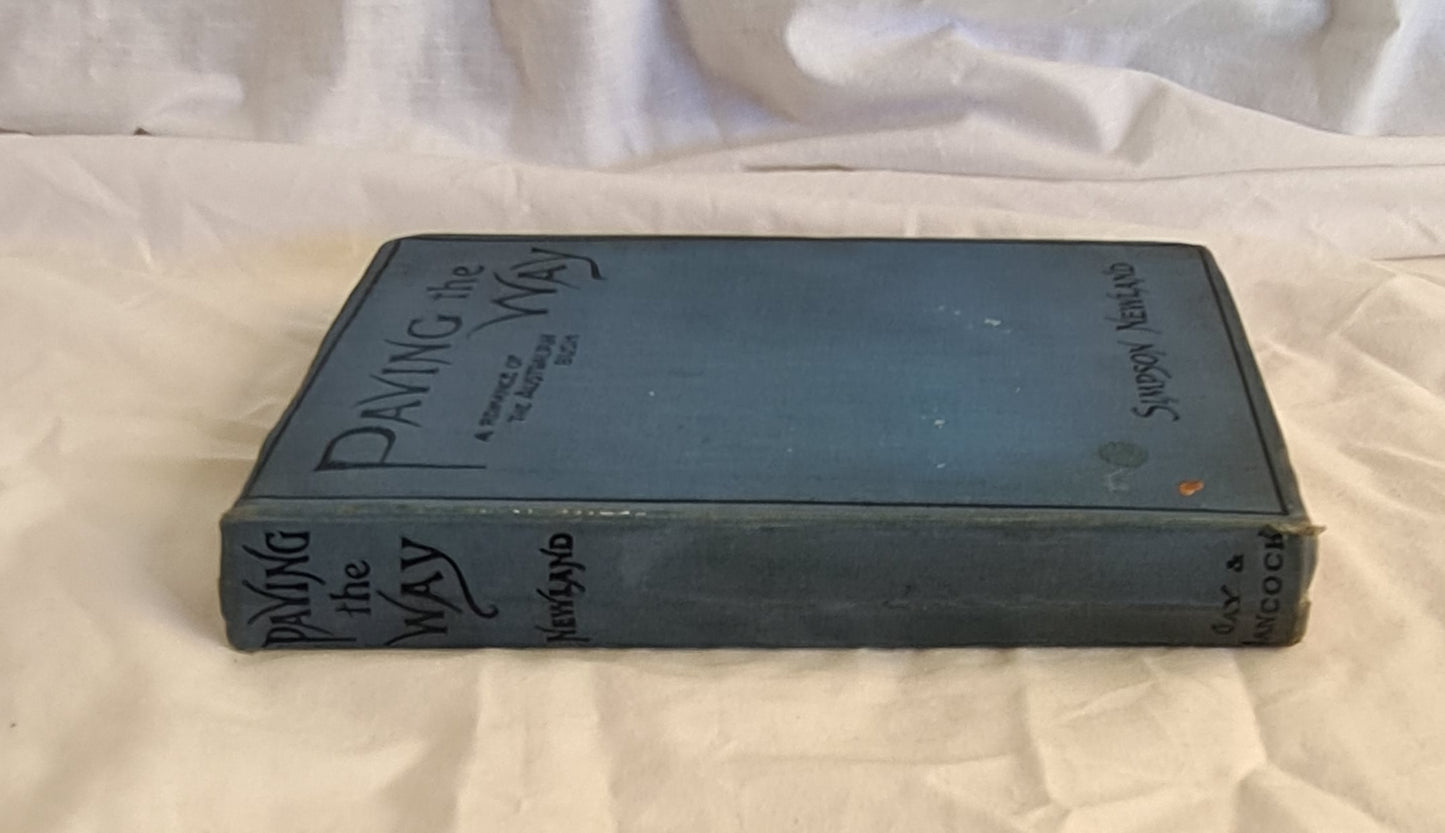 PAVING the
WAY
A ROMANCE OF
THE AUSTRALIAN
BUSH
SIMPSON NEWLAND
PAVING
the
WAY
NEWLAND
GAY &
HANCOCK